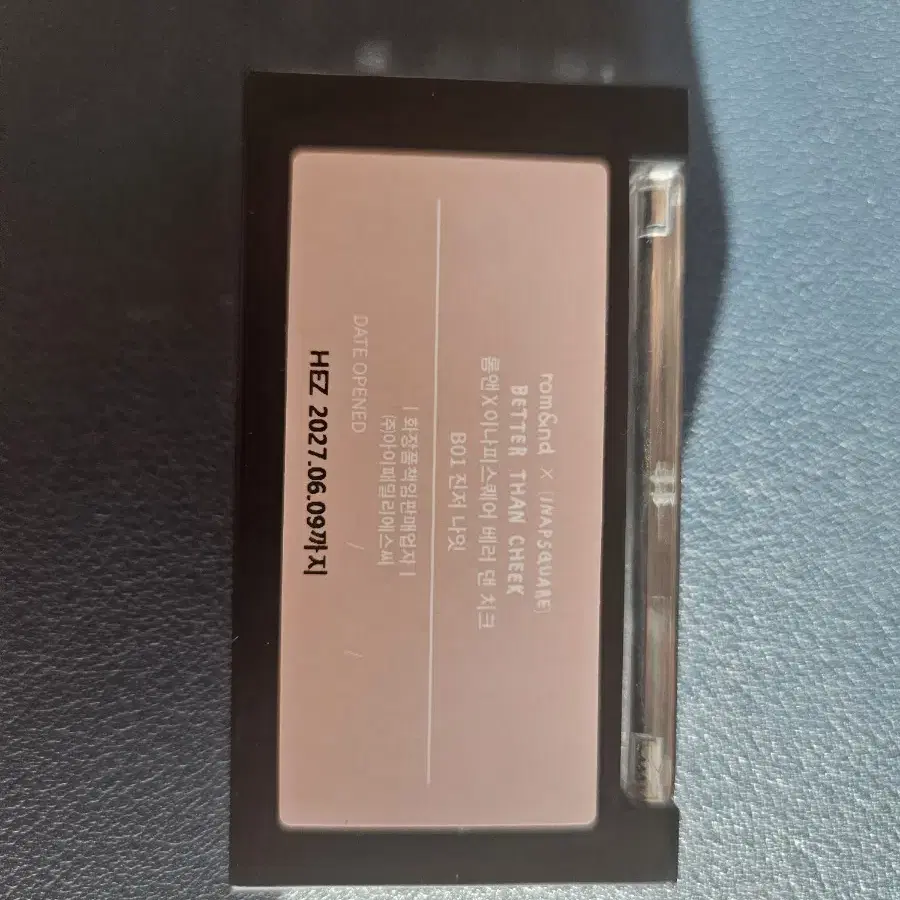 rom&nd × {INAPSQUARE}
BETTER THAN CHEEK
롬앤X이나피스퀘어 베러 댄 치크
B01 진저 나잇
| 화장품책임판매업자 |
(주)아이패밀리에스씨
DATE OPENED / /
HEZ 2027.06.09까지